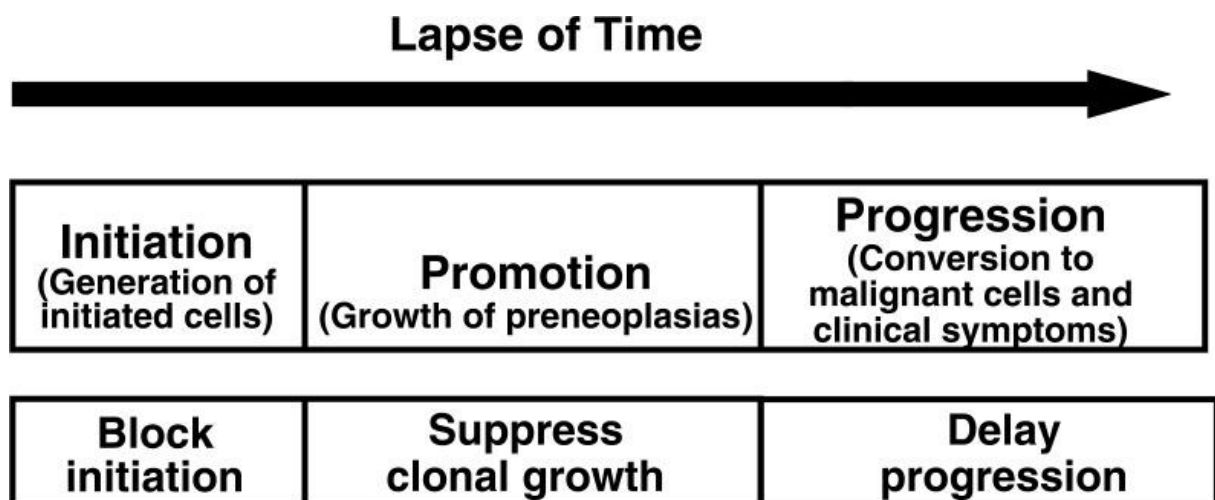 Lapse of Time
Initiation
(Generation of
initiated cells)
Promotion
(Growth of preneoplasias)
Progression
(Conversion to
malignant cells and
clinical symptoms)
Block
initiation
Suppress
clonal growth
Delay
progression